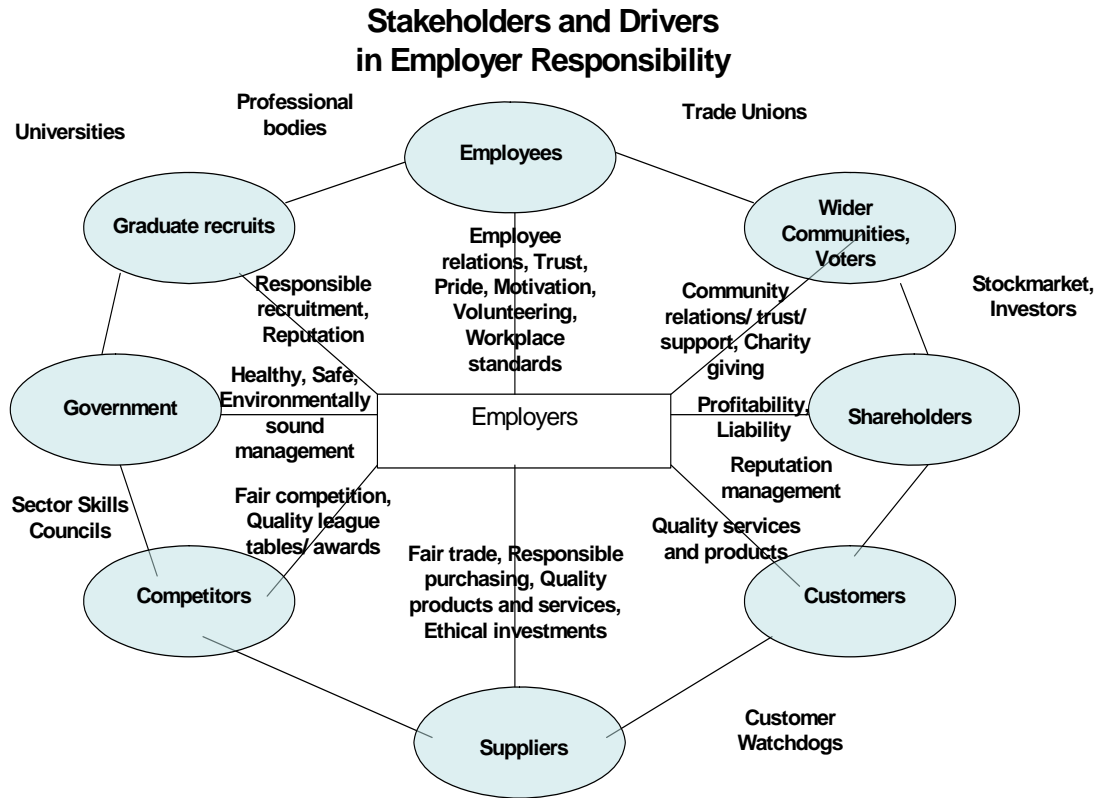 Stakeholders and Drivers
in Employer Responsibility
Professional
bodies
Trade Unions
Universities
Employees
Graduate recruits
Wider
Communities,
Voters
Employee
relations, Trust,
Pride, Motivation,
Volunteering,
Workplace
standards
Responsible
recruitment,
Reputation
Community
relations/ trust/
support, Charity
giving
Stockmarket,
Investors
Government
Healthy, Safe,
Environmentally
sound
management
Employers
Profitability,
Liability
Shareholders
Reputation
management
Sector Skills
Councils
Fair competition,
Quality league
tables/ awards
Quality services
and products
Fair trade, Responsible
purchasing, Quality
products and services,
Ethical investments
Competitors
Customers
Suppliers
Customer
Watchdogs